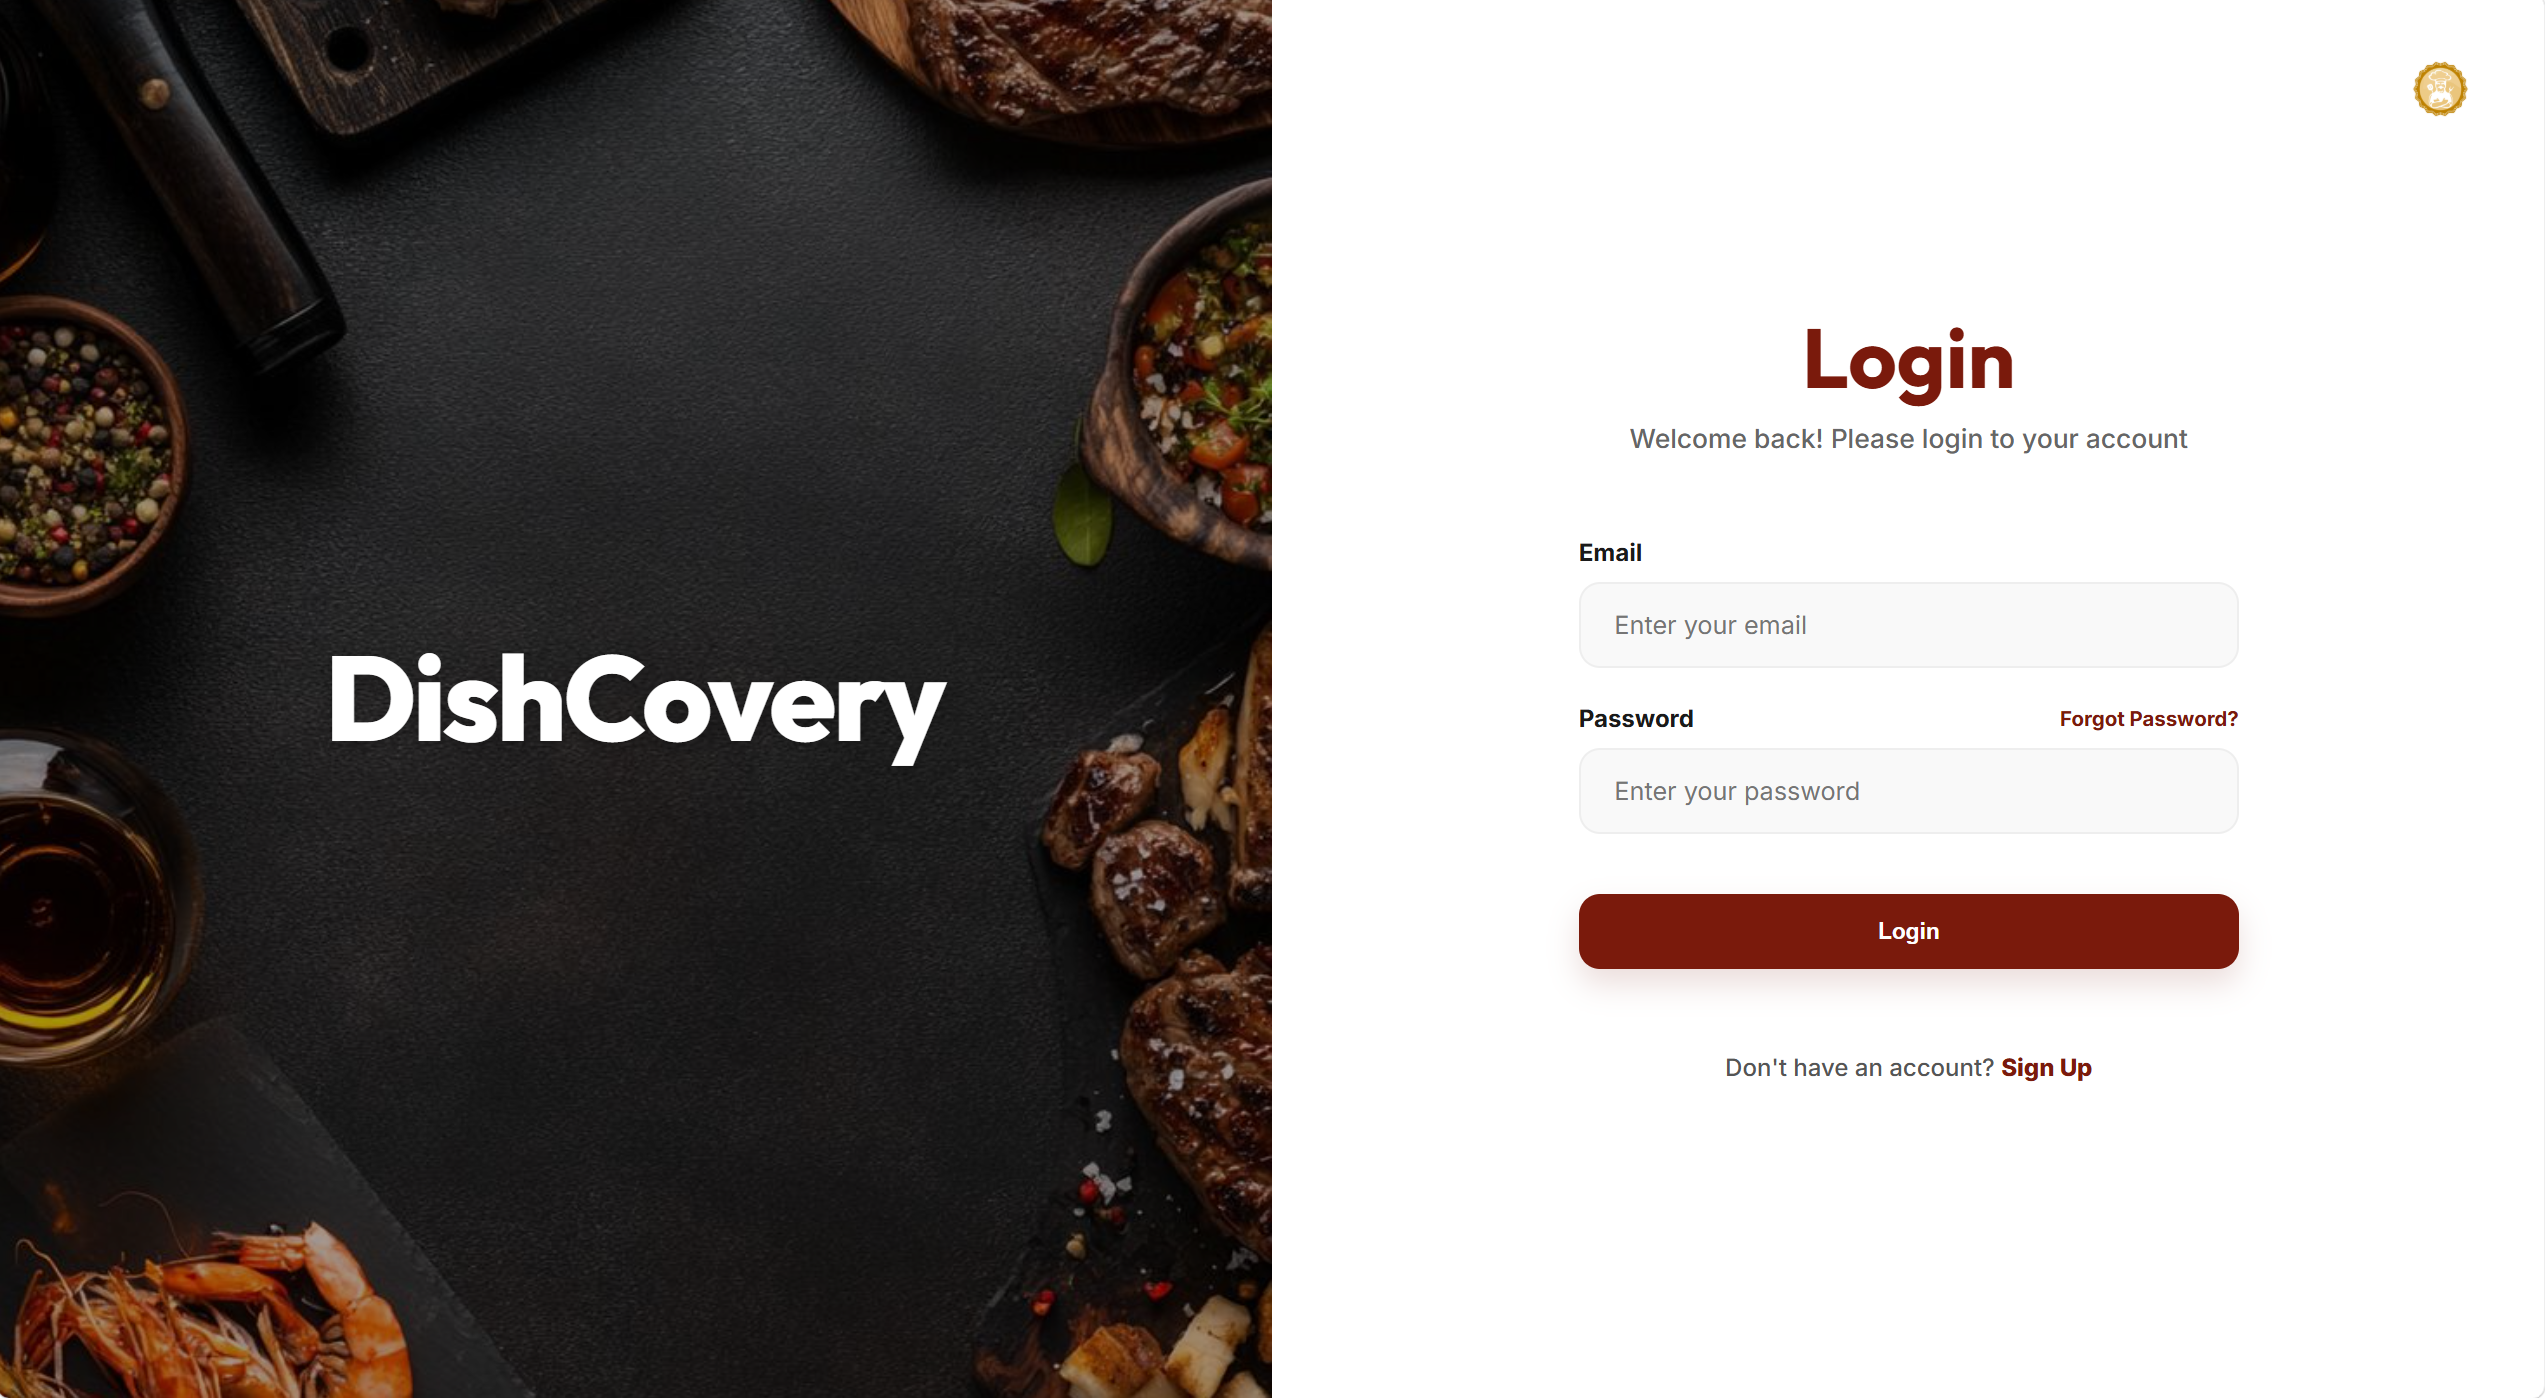 DishCovery
Login
Welcome back! Please login to your account
Email
Enter your email
Password
Forgot Password?
Enter your password
Login
Don't have an account? Sign Up